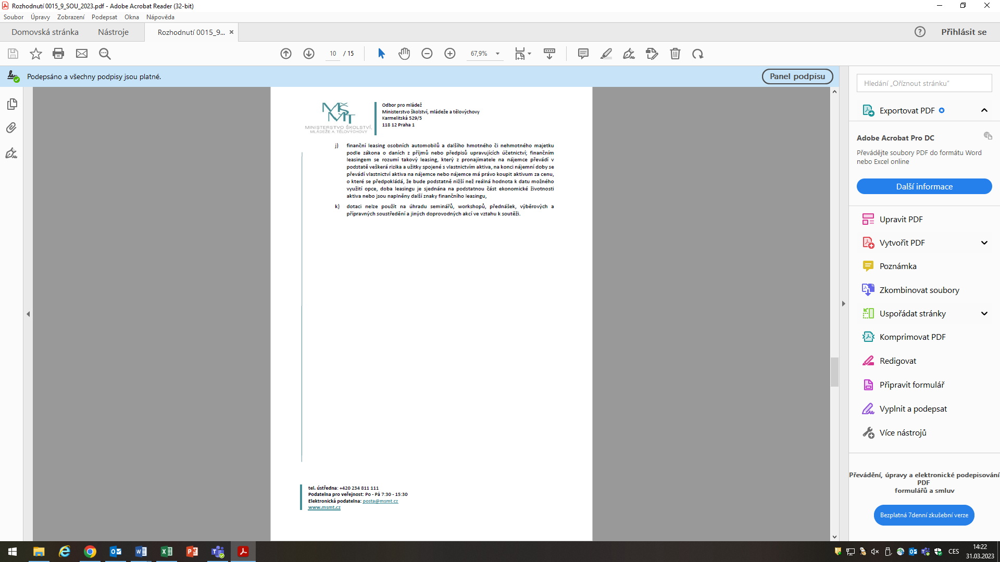 Rozhodnutí 0015_9_SOU_2023.pdf - Adobe Acrobat Reader (32-bit)
Soubor Úpravy Zobrazení Podepsat Okna Nápověda
Domovská stránka Nástroje Rozhodnutí 0015_9... × Přihlásit se
10 / 15 67,9%
Podepsáno a všechny podpisy jsou platné. Panel podpisu
MŠMT
MINISTERSTVO ŠKOLSTVÍ,
MLÁDEŽE A TĚLOVÝCHOVY
Odbor pro mládež
Ministerstvo školství, mládeže a tělovýchovy
Karmelitská 529/5
118 12 Praha 1
j) finanční leasing osobních automobilů a dalšího hmotného či nehmotného majetku
podle zákona o daních z příjmů nebo předpisů upravujících účetnictví; finančním
leasingem se rozumí takový leasing, který z pronajímatele na nájemce převádí v
podstatě veškerá rizika a užitky spojené s vlastnictvím aktiva, na konci nájemní doby se
převádí vlastnictví aktiva na nájemce nebo nájemce má právo koupit aktivum za cenu,
o které se předpokládá, že bude podstatně nižší než reálná hodnota k datu možného
využití opce, doba leasingu je sjednána na podstatnou část ekonomické životnosti
aktiva nebo jsou naplněny další znaky finančního leasingu,
k) dotaci nelze použít na úhradu seminářů, workshopů, přednášek, výběrových a
přípravných soustředění a jiných doprovodných akcí ve vztahu k soutěži.
tel. ústředna: +420 234 811 111
Podatelna pro veřejnost: Po - Pá 7:30 - 15:30
Elektronická podatelna: posta@msmt.cz
www.msmt.cz
Hledání „Oříznout stránku"
Exportovat PDF
Adobe Acrobat Pro DC
Převádějte soubory PDF do formátu Word
nebo Excel online
Další informace
Upravit PDF
Vytvořit PDF
Poznámka
Zkombinovat soubory
Uspořádat stránky
Komprimovat PDF
Redigovat
Připravit formulář
Vyplnit a podepsat
Více nástrojů
Převádění, úpravy a elektronické podepisování
PDF
formulářů a smluv
Bezplatná 7denní zkušební verze
CES
14:22
31.03.2023